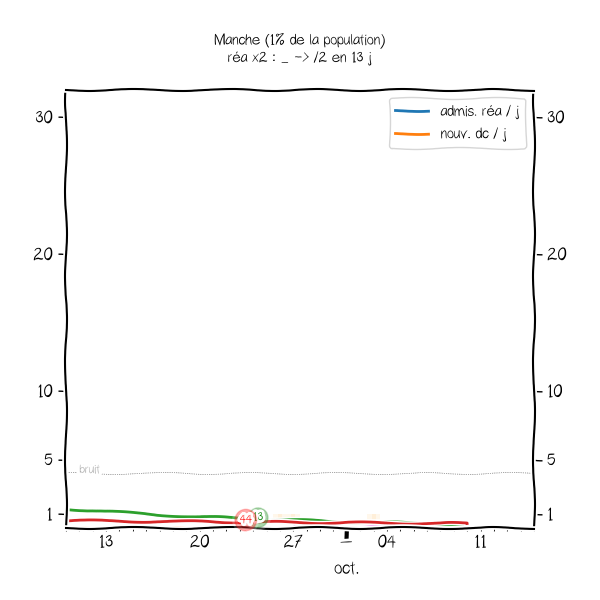 Manche (1% de la population)
réa x2 : _ -> /2 en 13 j
admis. réa / j
nouv. dc / j
30
30
20
20
10
10
5
5
bruit
1
1
44
13
13
20
27
04
11
oct.